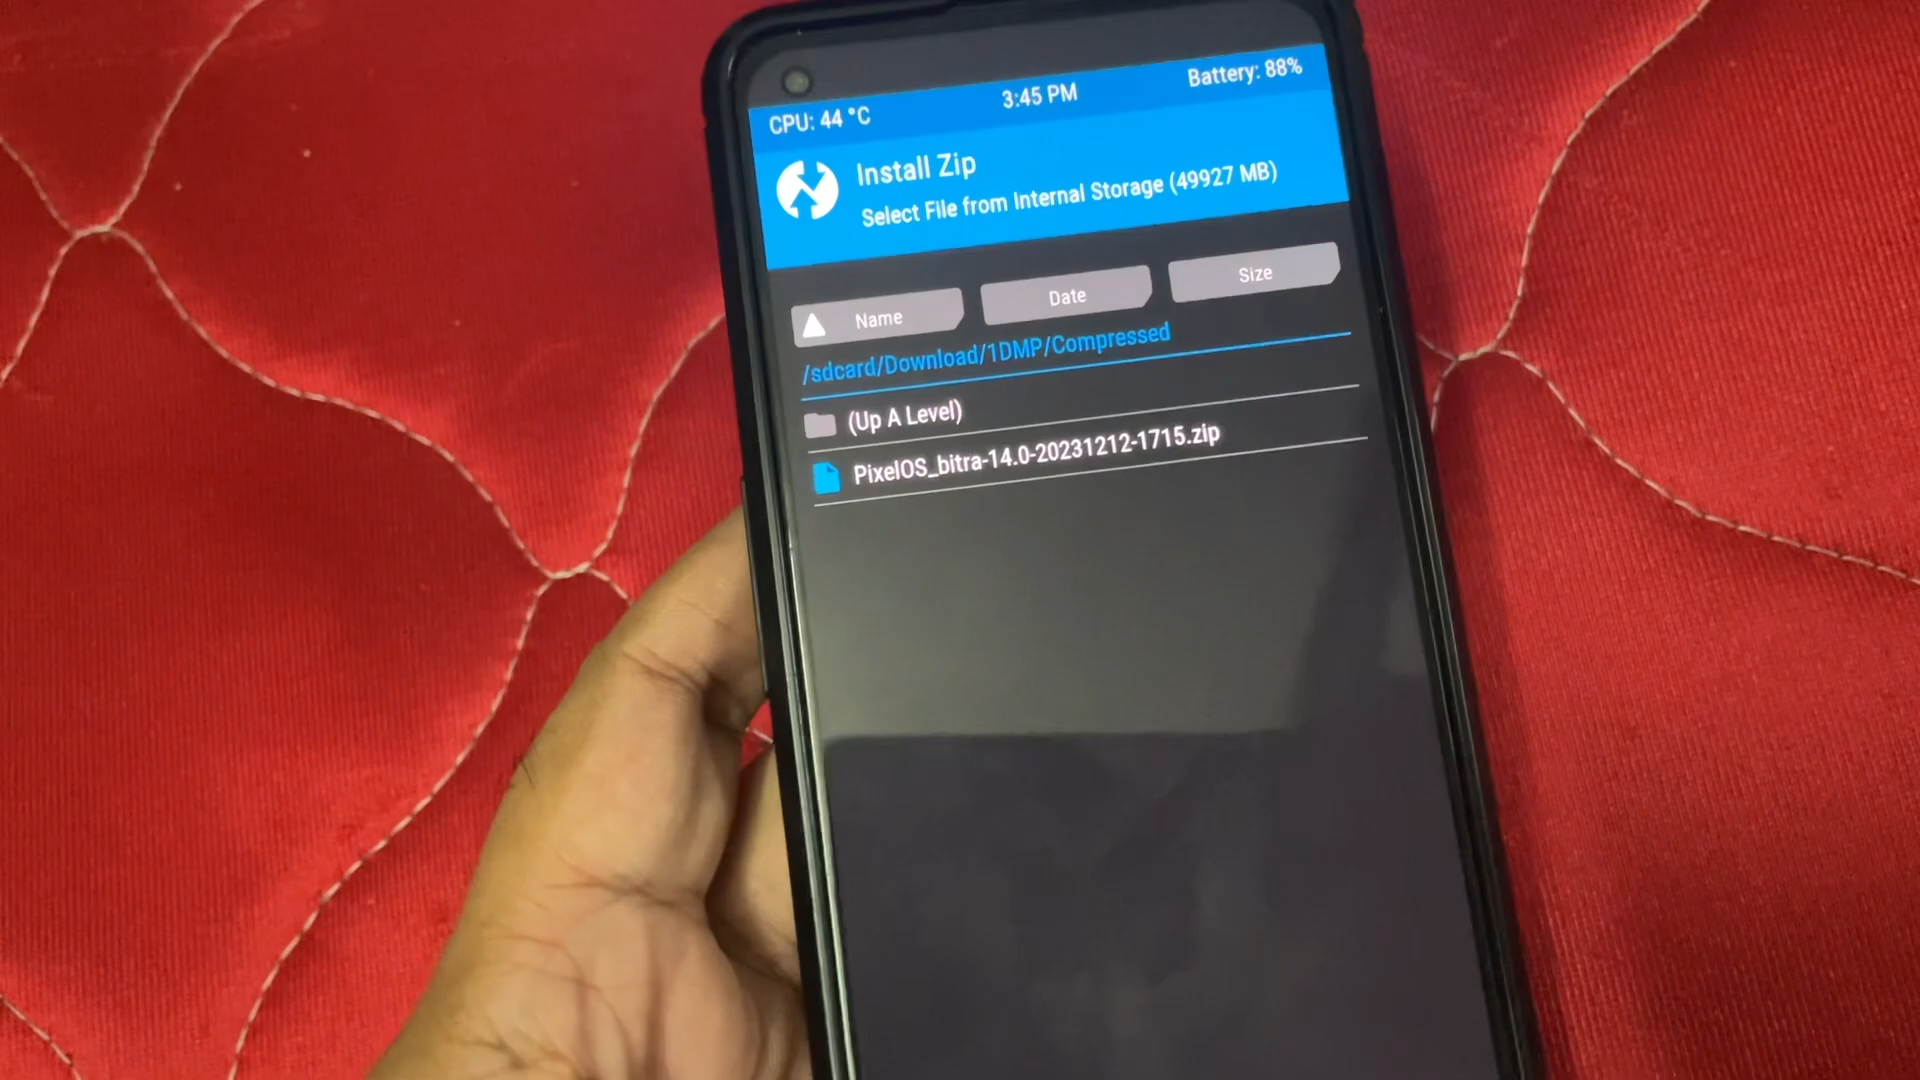 CPU: 44 °C 3:45 PM Battery: 88%
Install Zip
Select File from Internal Storage (49927 MB)
Name Date Size
/sdcard/Download/1DMP/Compressed
(Up A Level)
PixelOS_bitra-14.0-20231212-1715.zip